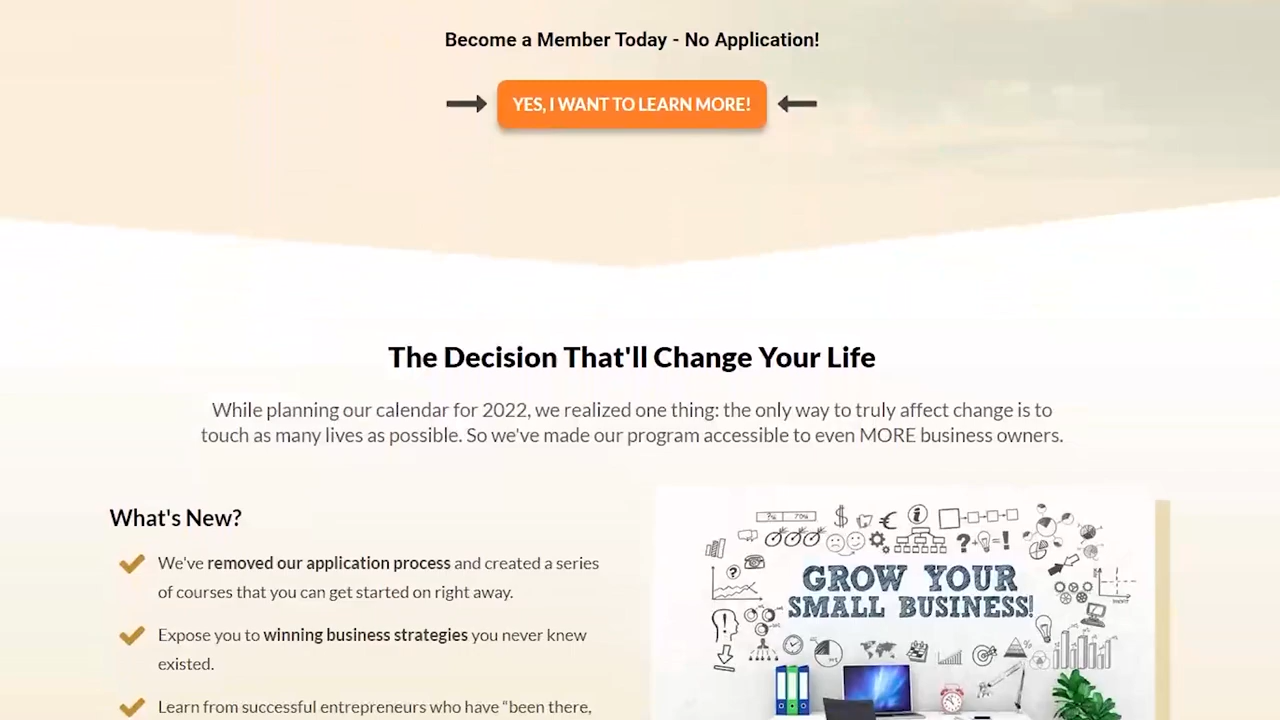 Become a Member Today - No Application!
YES, I WANT TO LEARN MORE!
The Decision That'll Change Your Life
While planning our calendar for 2022, we realized one thing: the only way to truly affect change is to
touch as many lives as possible. So we've made our program accessible to even MORE business owners.
What's New?
We've removed our application process and created a series
of courses that you can get started on right away.
Expose you to winning business strategies you never knew
existed.
Learn from successful entrepreneurs who have “been there,
GROW YOUR
SMALL BUSINESS!